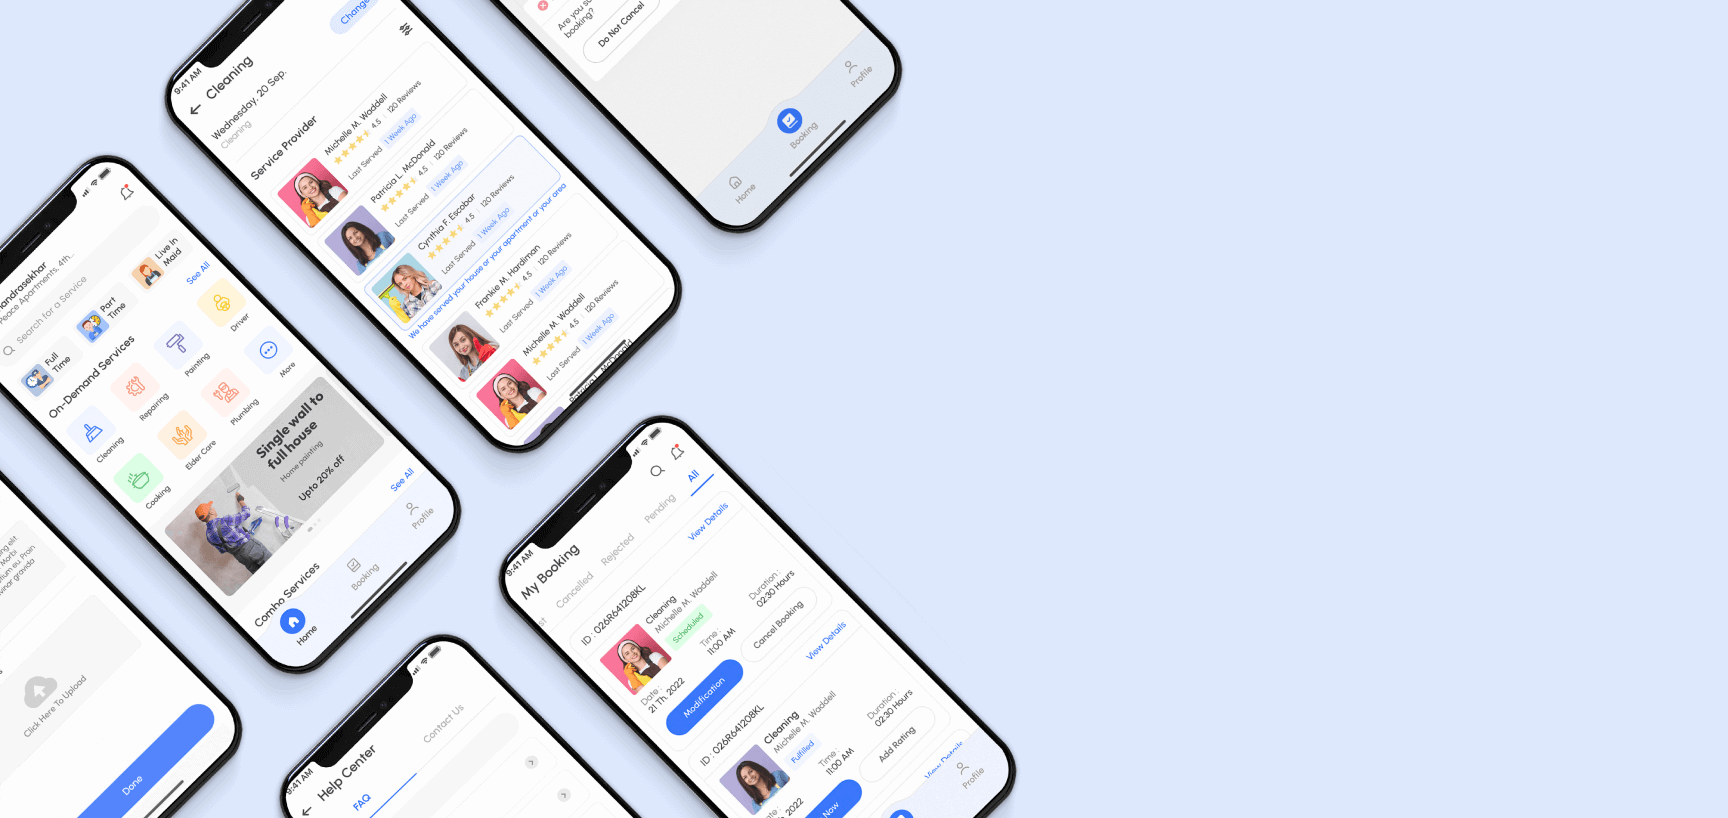 9:41 AM
Cleaning
Change
Wednesday, 20 Sep.
Cleaning
Service Provider
Michelle M. Waddell
4.5 | 120 Reviews
Last Served 1 Week Ago
Patricia L. McDonald
4.5 | 120 Reviews
Last Served 1 Week Ago
Cynthia F. Escobar
4.5 | 120 Reviews
Last Served 1 Week Ago
We have served your house or your apartment or your area
Frankie M. Hardiman
4.5 | 120 Reviews
Last Served 1 Week Ago
Michelle M. Waddell
4.5 | 120 Reviews
Last Served 1 Week Ago
Are you
booking?
Do Not Cancel
Home
Booking
Profile
Peace Apartments, 4th...
Search for a Service
Full
Time
Part
Time
Live In
Maid
On-Demand Services
See All
Cleaning
Repairing
Painting
Driver
Cooking
Elder Care
Plumbing
More
Single wall to
full house
Home painting
Upto 20% off
Combo Services
See All
Home
Booking
Profile
Click Here To Upload
Done
9:41 AM
Help Center
FAQ
Contact Us
9:41 AM
My Booking
Cancelled
Rejected
Pending
All
ID : 026R641208KL
View Details
Cleaning
Michelle M. Waddell
Scheduled
Date :
21 Th, 2022
Time :
11:00 AM
Duration :
02:30 Hours
Modification
Cancel Booking
ID : 026R641208KL
View Details
Cleaning
Michelle M. Waddell
Fulfilled
2022
Time :
11:00 AM
Duration :
02:30 Hours
Now
Add Rating
View Details
Profile